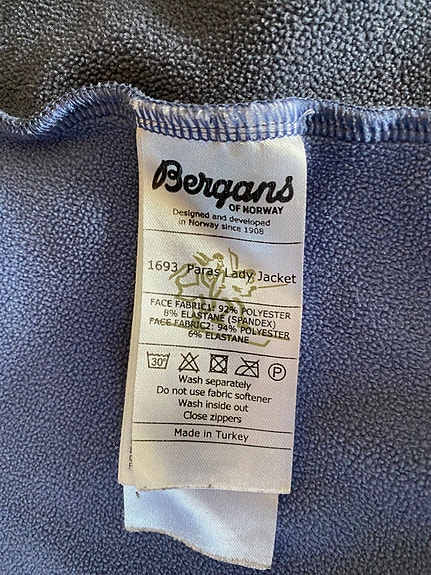 Bergans
OF NORWAY
Designed and developed
in Norway since 1908
1693 Paras Lady Jacket
FACE FABRIC1: 92% POLYESTER
8% ELASTANE (SPANDEX)
FACE FABRIC2: 94% POLYESTER
6% ELASTANE
30° P
Wash separately
Do not use fabric softener
Wash inside out
Close zippers
Made in Turkey